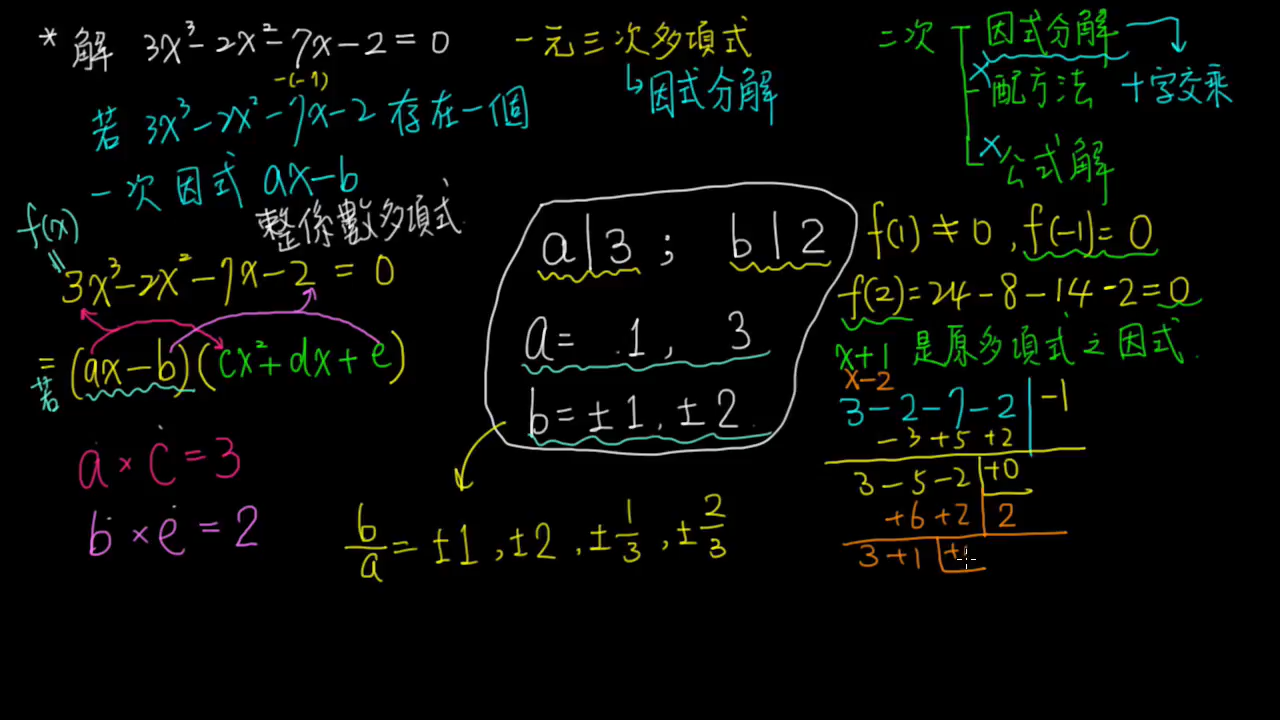 * 解 3x³-2x²-7x-2=0
-(-7)
一元三次多項式
↳因式分解
若 3x³-2x²-7x-2 存在一個
一次因式 ax-b
整係數多項式
f(x)
||
3x³-2x²-7x-2 = 0
= (ax-b)(cx²+dx+e)
若
a×c=3
b×e=2
a|3 ; b|2
a= 1, 3
b=±1,±2
b/a=±1,±2,±1/3,±2/3
二次
因式分解
十字交乘
x 配方法
x 公式解
f(1)≠0,f(-1)=0
f(2)=24-8-14-2=0
x+1 是原多項式之因式.
x-2
3-2-7-2 -1
-3+5+2
3-5-2 +0
+6+2 2
3+1